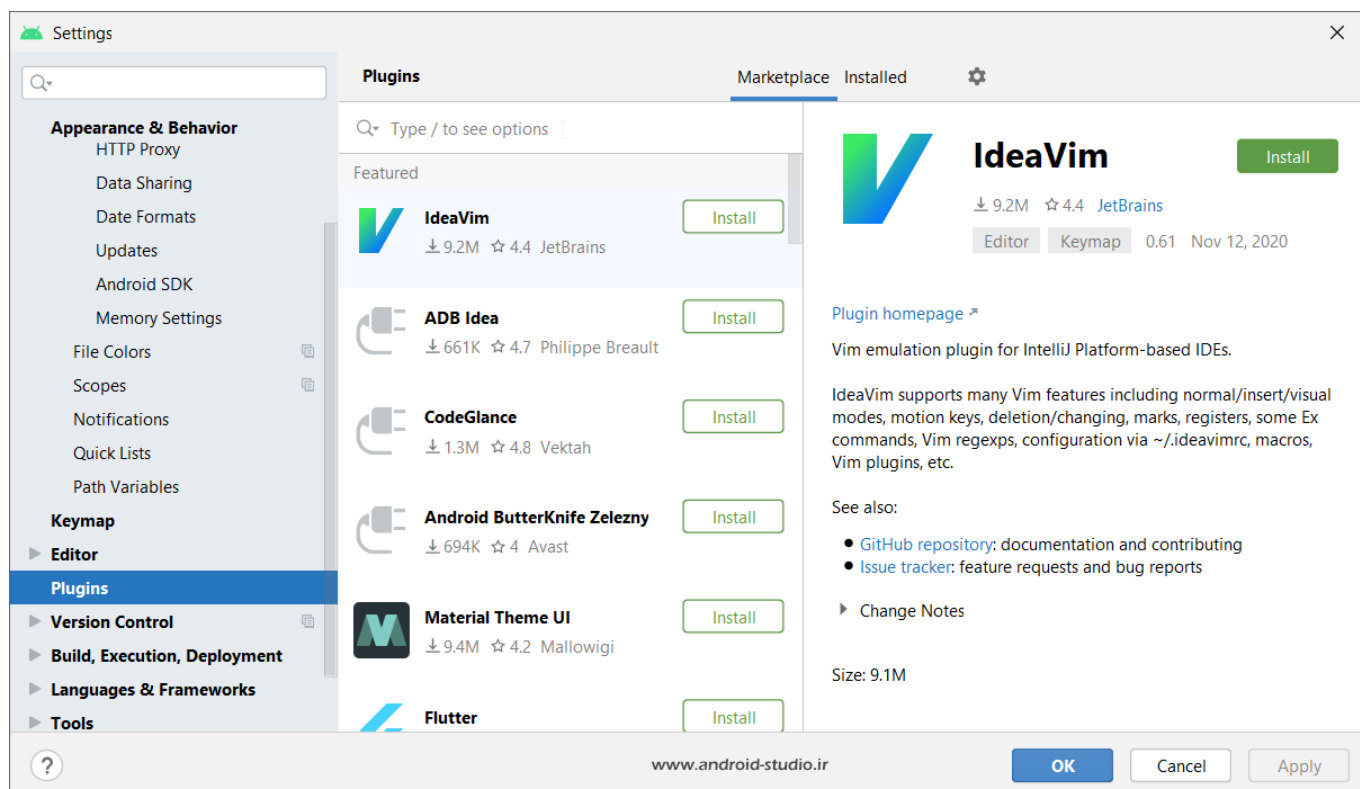 Settings
Plugins
Marketplace Installed
Appearance & Behavior
HTTP Proxy
Data Sharing
Date Formats
Updates
Android SDK
Memory Settings
File Colors
Scopes
Notifications
Quick Lists
Path Variables
Keymap
Editor
Plugins
Version Control
Build, Execution, Deployment
Languages & Frameworks
Tools
Type / to see options
Featured
IdeaVim
Install
9.2M 4.4 JetBrains
ADB Idea
Install
661K 4.7 Philippe Breault
CodeGlance
Install
1.3M 4.8 Vektah
Android ButterKnife Zelezny
Install
694K 4 Avast
Material Theme UI
Install
9.4M 4.2 Mallowigi
Flutter
Install
IdeaVim
Install
9.2M 4.4 JetBrains
Editor Keymap 0.61 Nov 12, 2020
Plugin homepage
Vim emulation plugin for IntelliJ Platform-based IDEs.
IdeaVim supports many Vim features including normal/insert/visual
modes, motion keys, deletion/changing, marks, registers, some Ex
commands, Vim regexps, configuration via ~/.ideavimrc, macros,
Vim plugins, etc.
See also:
GitHub repository: documentation and contributing
Issue tracker: feature requests and bug reports
Change Notes
Size: 9.1M
?
www.android-studio.ir
OK
Cancel
Apply